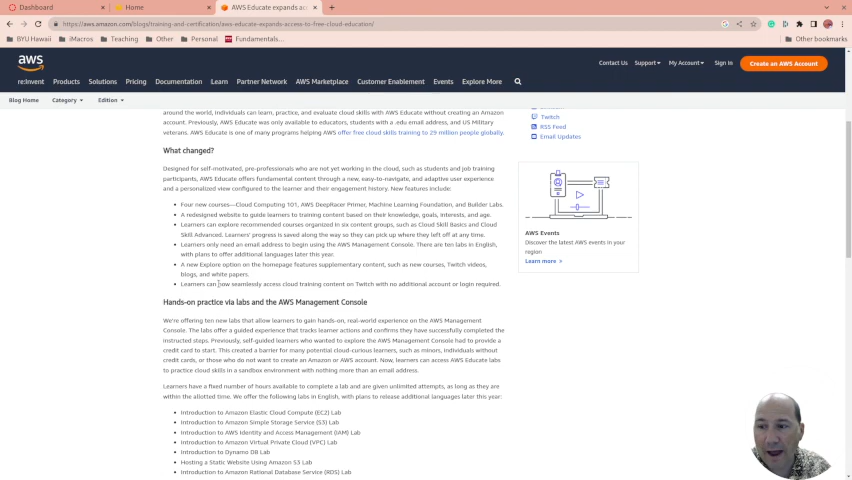 Dashboard
Home
AWS Educate expands acc
https://aws.amazon.com/blogs/training-and-certification/aws-educate-expands-access-to-free-cloud-education/
BYU Hawaii
iMacros
Teaching
Other
Personal
Fundamentals...
Other bookmarks
aws
Contact Us
Support
My Account
Sign In
Create an AWS Account
re:Invent
Products
Solutions
Pricing
Documentation
Learn
Partner Network
AWS Marketplace
Customer Enablement
Events
Explore More
Blog Home
Category
Edition
around the world, individuals can learn, practice, and evaluate cloud skills with AWS Educate without creating an Amazon
account. Previously, AWS Educate was only available to educators, students with a .edu email address, and US Military
veterans. AWS Educate is one of many programs helping AWS offer free cloud skills training to 29 million people globally.
What changed?
Designed for self-motivated, pre-professionals who are not yet working in the cloud, such as students and job training
participants, AWS Educate offers fundamental content through a new, easy-to-navigate, and adaptive user experience
and a personalized view configured to the learner and their engagement history. New features include:
• Four new courses—Cloud Computing 101, AWS DeepRacer Primer, Machine Learning Foundation, and Builder Labs.
• A redesigned website to guide learners to training content based on their knowledge, goals, interests, and age.
• Learners can explore recommended courses organized in six content groups, such as Cloud Skill Basics and Cloud
Skill Advanced. Learners' progress is saved along the way so they can pick up where they left off at any time.
• Learners only need an email address to begin using the AWS Management Console. There are ten labs in English,
with plans to offer additional languages later this year.
• A new Explore option on the homepage features supplementary content, such as new courses, Twitch videos,
blogs, and white papers.
• Learners can now seamlessly access cloud training content on Twitch with no additional account or login required.
Hands-on practice via labs and the AWS Management Console
We're offering ten new labs that allow learners to gain hands-on, real-world experience on the AWS Management
Console. The labs offer a guided experience that tracks learner actions and confirms they have successfully completed the
instructed steps. Previously, self-guided learners who wanted to explore the AWS Management Console had to provide a
credit card to start. This created a barrier for many potential cloud-curious learners, such as minors, individuals without
credit cards, or those who do not want to create an Amazon or AWS account. Now, learners can access AWS Educate labs
to practice cloud skills in a sandbox environment with nothing more than an email address.
Learners have a fixed number of hours available to complete a lab and are given unlimited attempts, as long as they are
within the allotted time. We offer the following labs in English, with plans to release additional languages later this year:
• Introduction to Amazon Elastic Cloud Compute (EC2) Lab
• Introduction to Amazon Simple Storage Service (S3) Lab
• Introduction to AWS Identity and Access Management (IAM) Lab
• Introduction to Amazon Virtual Private Cloud (VPC) Lab
• Introduction to Dynamo DB Lab
• Hosting a Static Website Using Amazon S3 Lab
• Introduction to Amazon Rational Database Service (RDS) Lab
Twitch
RSS Feed
Email Updates
AWS Events
Discover the latest AWS events in your
region
Learn more >